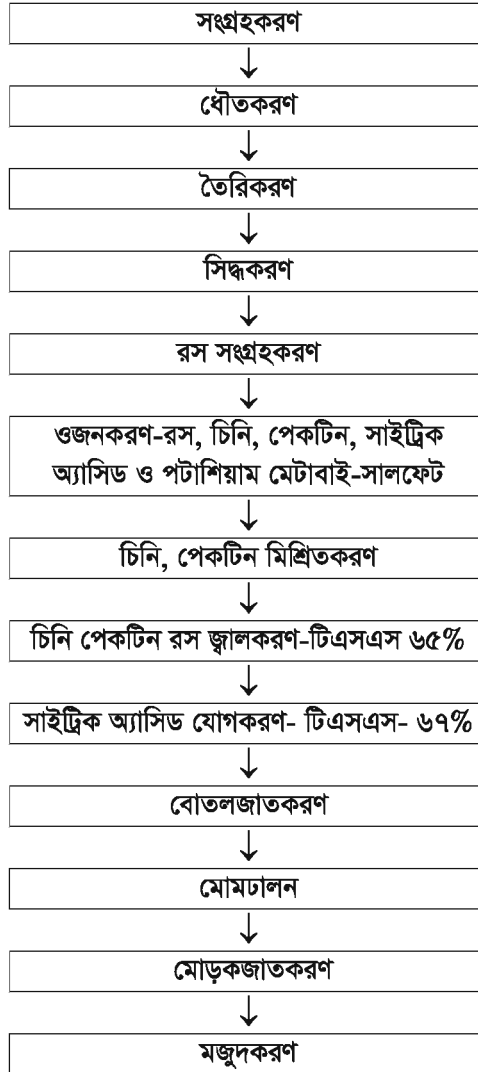 সংগ্রহকরণ
↓
ধৌতকরণ
↓
তৈরিকরণ
↓
সিদ্ধকরণ
↓
রস সংগ্রহকরণ
↓
ওজনকরণ-রস, চিনি, পেকটিন, সাইট্রিক
অ্যাসিড ও পটাশিয়াম মেটাবাই-সালফেট
↓
চিনি, পেকটিন মিশ্রিতকরণ
↓
চিনি পেকটিন রস জ্বালকরণ-টিএসএস ৬৫%
↓
সাইট্রিক অ্যাসিড যোগকরণ- টিএসএস- ৬৭%
↓
বোতলজাতকরণ
↓
মোমঢালন
↓
মোড়কজাতকরণ
↓
মজুদকরণ